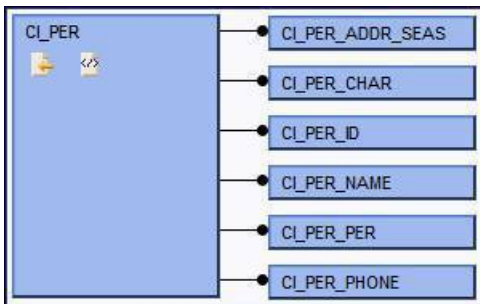 CI_PER
CI_PER_ADDR_SEAS
CI_PER_CHAR
CI_PER_ID
CI_PER_NAME
CI_PER_PER
CI_PER_PHONE